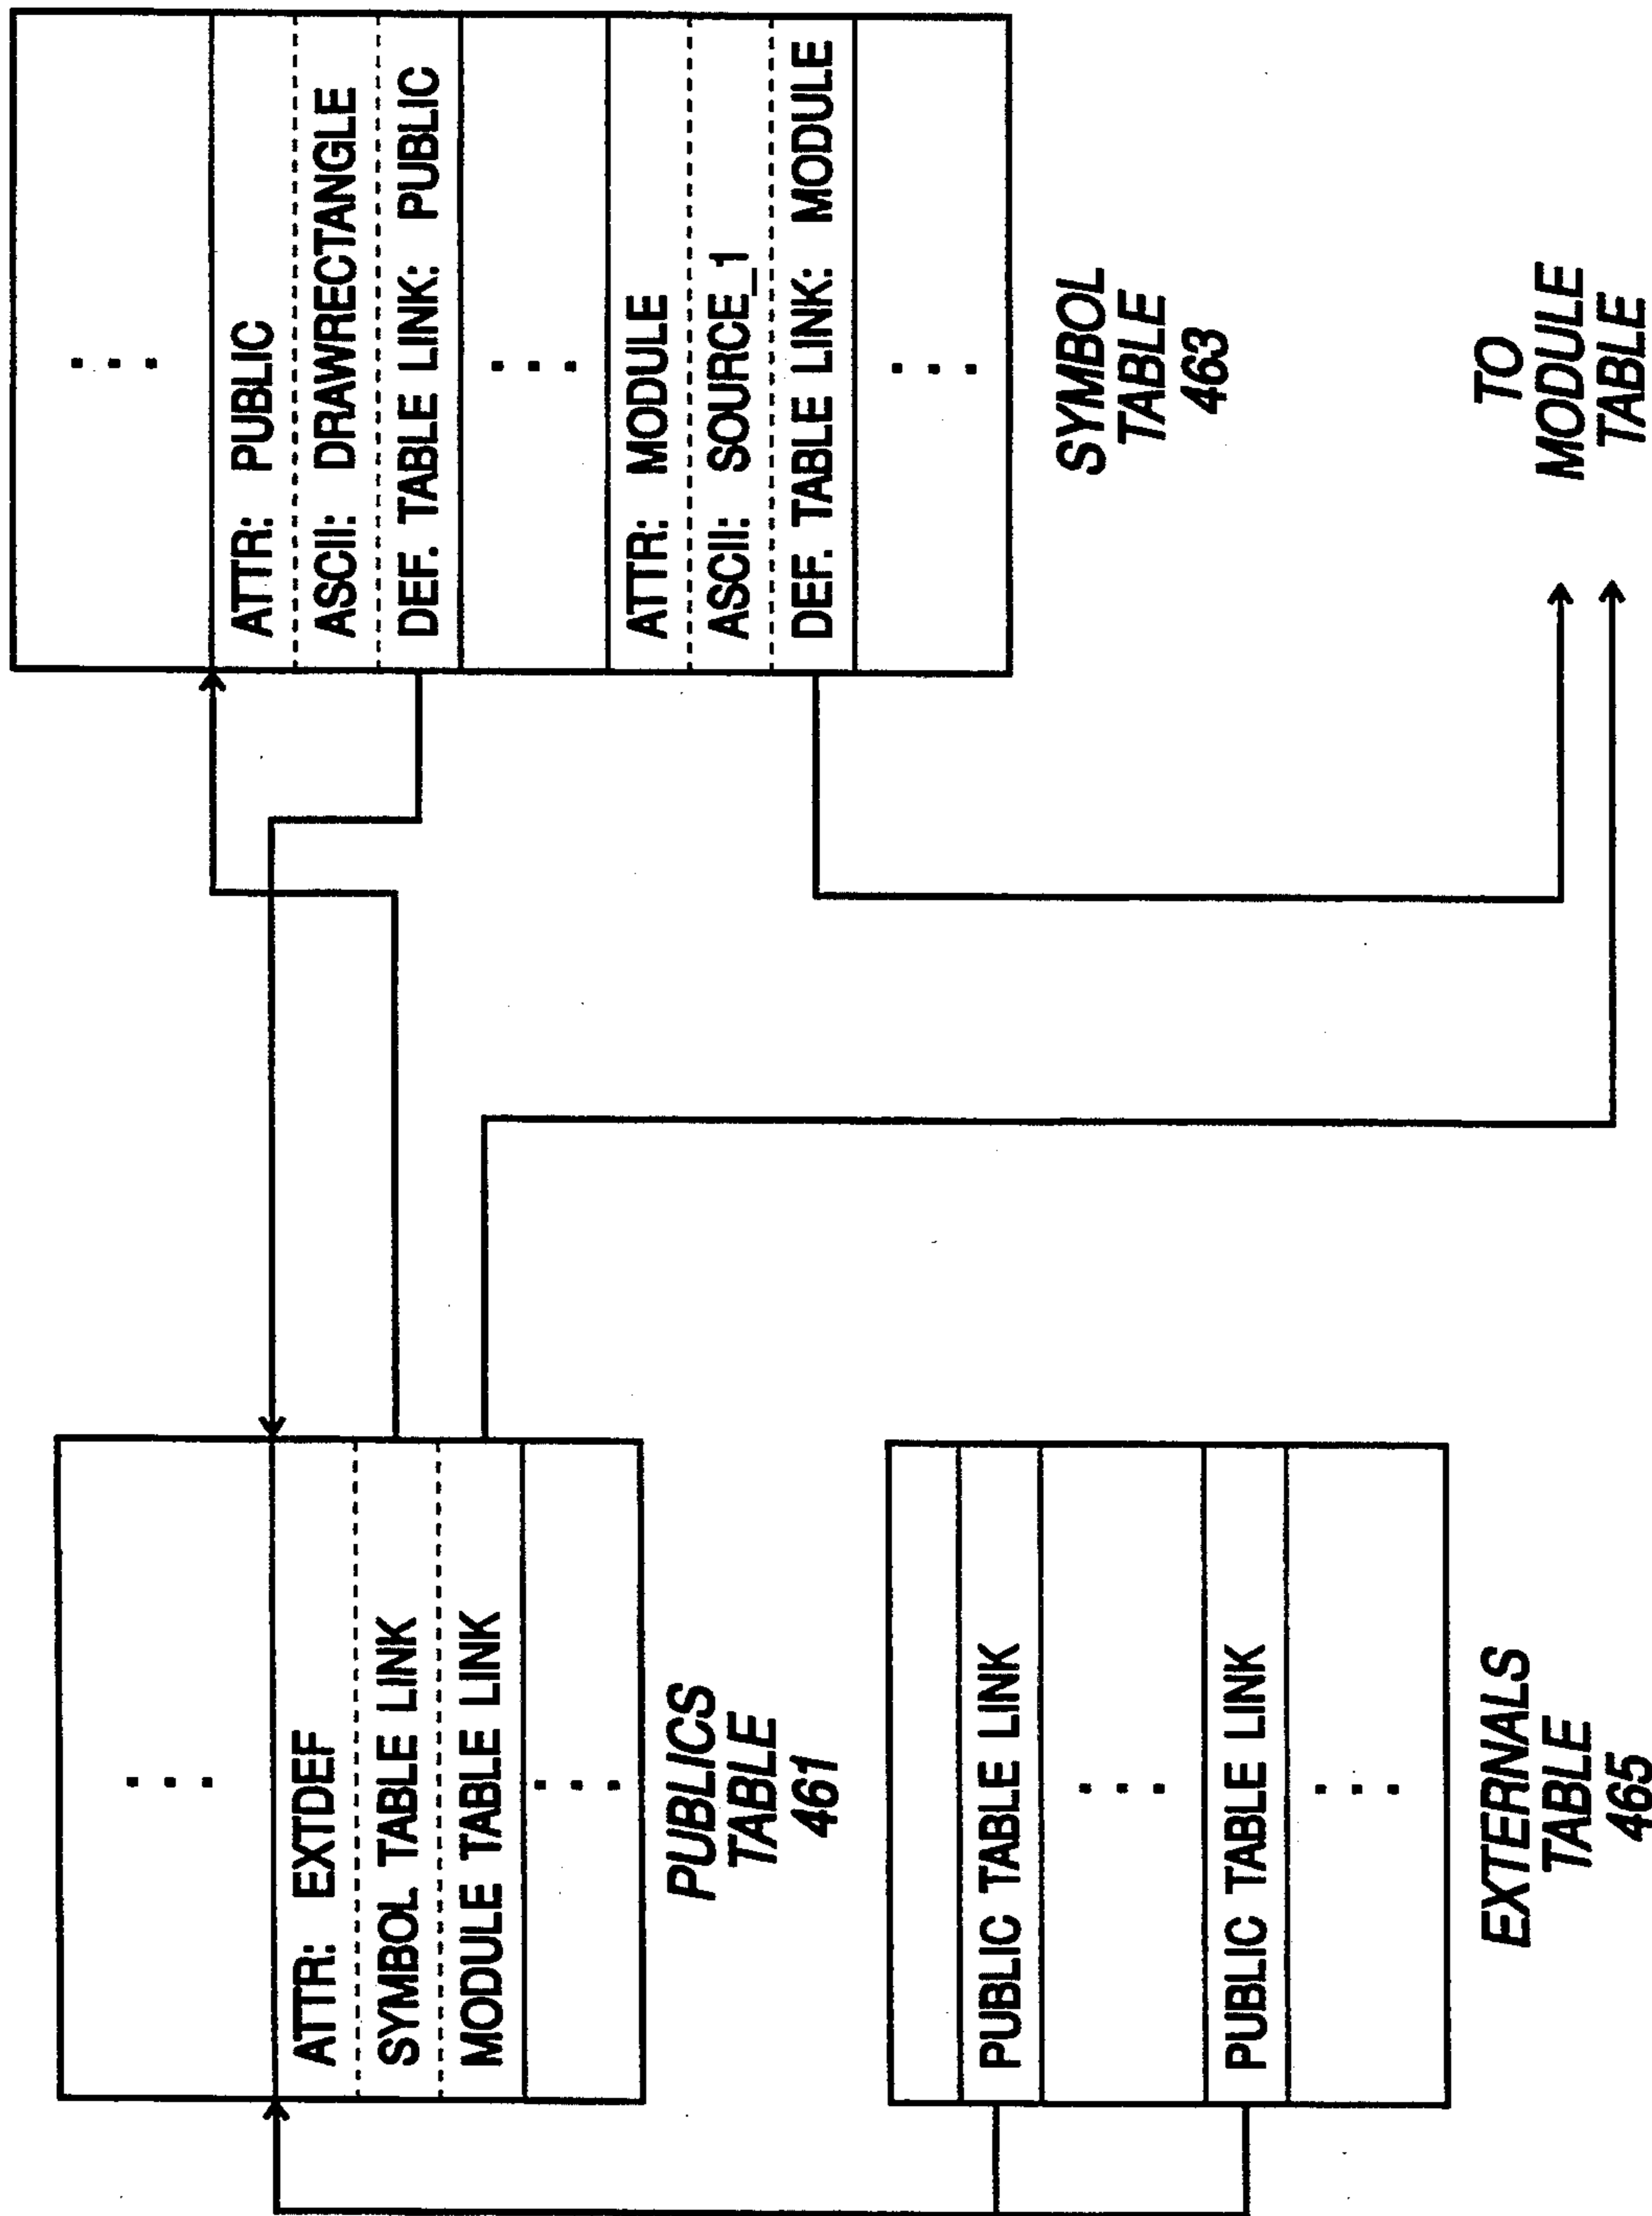 ⋮
ATTR: EXTDEF
SYMBOL TABLE LINK
MODULE TABLE LINK
⋮
PUBLICS
TABLE
461
PUBLIC TABLE LINK
⋮
PUBLIC TABLE LINK
⋮
EXTERNALS
TABLE
465
⋮
ATTR: PUBLIC
ASCII: DRAWRECTANGLE
DEF. TABLE LINK: PUBLIC
⋮
ATTR: MODULE
ASCII: SOURCE_1
DEF. TABLE LINK: MODULE
⋮
SYMBOL
TABLE
463
TO
MODULE
TABLE